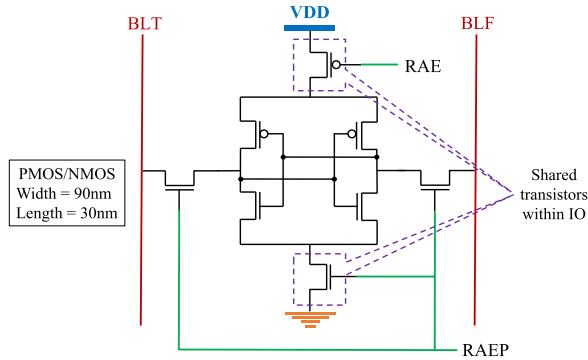 VDD
BLT
BLF
RAE
PMOS/NMOS
Width = 90nm
Length = 30nm
Shared
transistors
within IO
RAEP